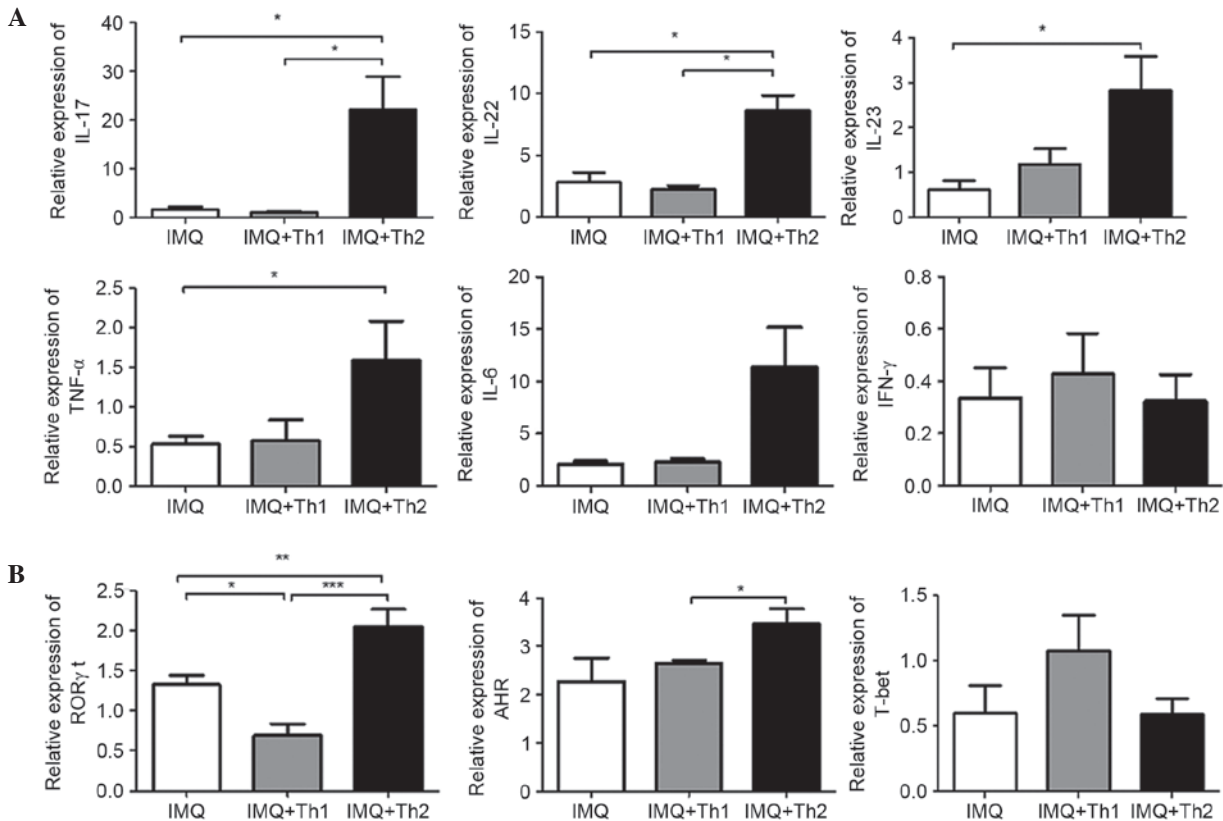 A
Relative expression of
IL-17
40
30
20
10
0
*
*
IMQ IMQ+Th1 IMQ+Th2
Relative expression of
IL-22
15
10
5
0
*
*
IMQ IMQ+Th1 IMQ+Th2
Relative expression of
IL-23
4
3
2
1
0
*
IMQ IMQ+Th1 IMQ+Th2
Relative expression of
TNF-α
2.5
2.0
1.5
1.0
0.5
0.0
*
IMQ IMQ+Th1 IMQ+Th2
Relative expression of
IL-6
20
15
10
5
0
IMQ IMQ+Th1 IMQ+Th2
Relative expression of
IFN-γ
0.8
0.6
0.4
0.2
0.0
IMQ IMQ+Th1 IMQ+Th2
B
Relative expression of
RORγ t
2.5
2.0
1.5
1.0
0.5
0.0
**
* ***
IMQ IMQ+Th1 IMQ+Th2
Relative expression of
AHR
4
3
2
1
0
*
IMQ IMQ+Th1 IMQ+Th2
Relative expression of
T-bet
1.5
1.0
0.5
0.0
IMQ IMQ+Th1 IMQ+Th2